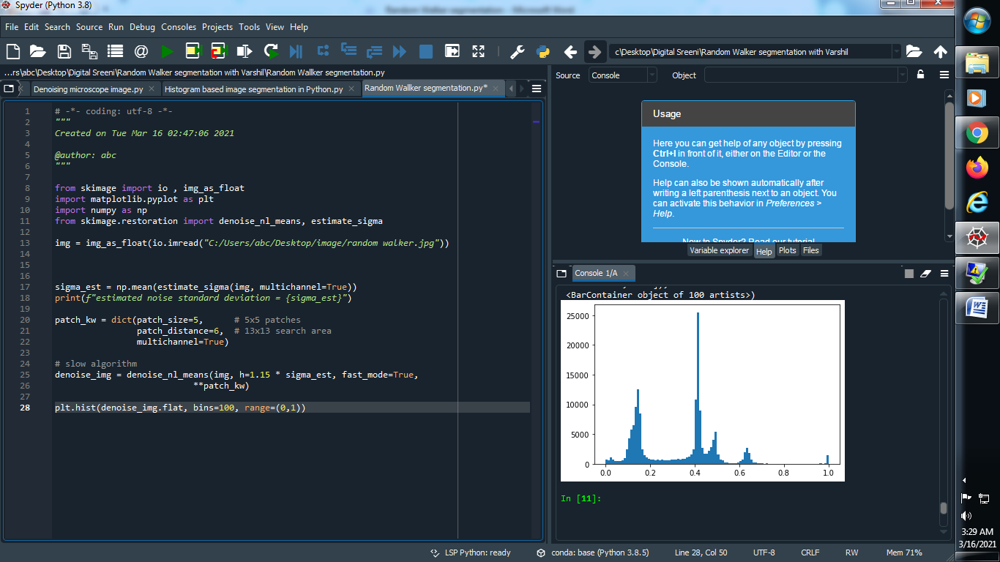 Spyder (Python 3.8)
File Edit Search Source Run Debug Consoles Projects Tools View Help
c\Desktop\Digital Sreeni\Random Walker segmentation with Varshil
...rs\abc\Desktop\Digital Sreeni\Random Walker segmentation with Varshil\Random Wallker segmentation.py
Denoising microscope image.py Histogram based image segmentation in Python.py Random Wallker segmentation.py*
1 # -*- coding: utf-8 -*-
2 """
3 Created on Tue Mar 16 02:47:06 2021
4
5 @author: abc
6 """
7
8 from skimage import io , img_as_float
9 import matplotlib.pyplot as plt
10 import numpy as np
11 from skimage.restoration import denoise_nl_means, estimate_sigma
12
13 img = img_as_float(io.imread("C:/Users/abc/Desktop/image/random walker.jpg"))
14
15
16
17 sigma_est = np.mean(estimate_sigma(img, multichannel=True))
18 print(f"estimated noise standard deviation = {sigma_est}")
19
20 patch_kw = dict(patch_size=5,      # 5x5 patches
21                 patch_distance=6,  # 13x13 search area
22                 multichannel=True)
23
24 # slow algorithm
25 denoise_img = denoise_nl_means(img, h=1.15 * sigma_est, fast_mode=True,
26                            **patch_kw)
27
28 plt.hist(denoise_img.flat, bins=100, range=(0,1))
Source Console Object
Usage
Here you can get help of any object by pressing
Ctrl+I in front of it, either on the Editor or the
Console.
Help can also be shown automatically after
writing a left parenthesis next to an object. You
can activate this behavior in Preferences >
Help.
New to Spyder? Read our tutorial
Variable explorer Help Plots Files
Console 1/A
<BarContainer object of 100 artists>)
25000
20000
15000
10000
5000
0
0.0 0.2 0.4 0.6 0.8 1.0
In [11]:
LSP Python: ready conda: base (Python 3.8.5) Line 28, Col 50 UTF-8 CRLF RW Mem 71%
3:29 AM
3/16/2021